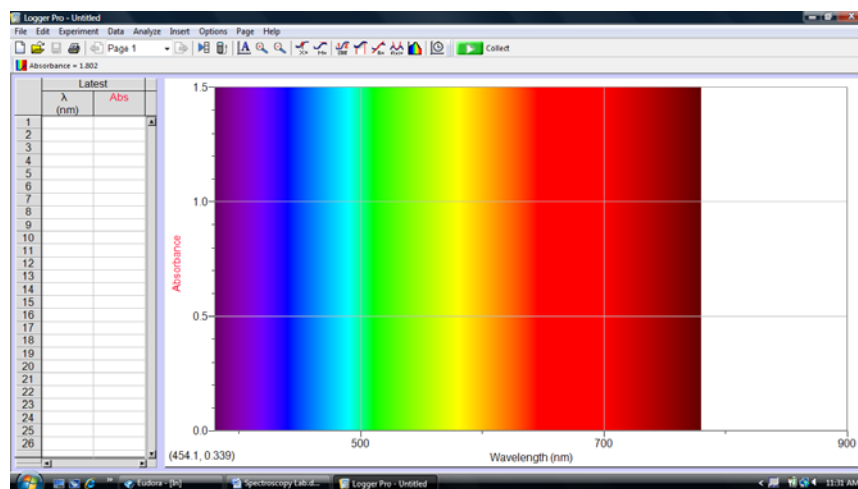 Logger Pro - Untitled
File Edit Experiment Data Analyze Insert Options Page Help
Page 1
Collect
Absorbance = 1.802
Latest
λ
(nm)
Abs
1
2
3
4
5
6
7
8
9
10
11
12
13
14
15
16
17
18
19
20
21
22
23
24
25
26
1.5
1.0
0.5
0.0
Absorbance
500
700
900
(454.1, 0.339)
Wavelength (nm)
Eudora - [In]
Spectroscopy Lab.d...
Logger Pro - Untitled
11:31 AM